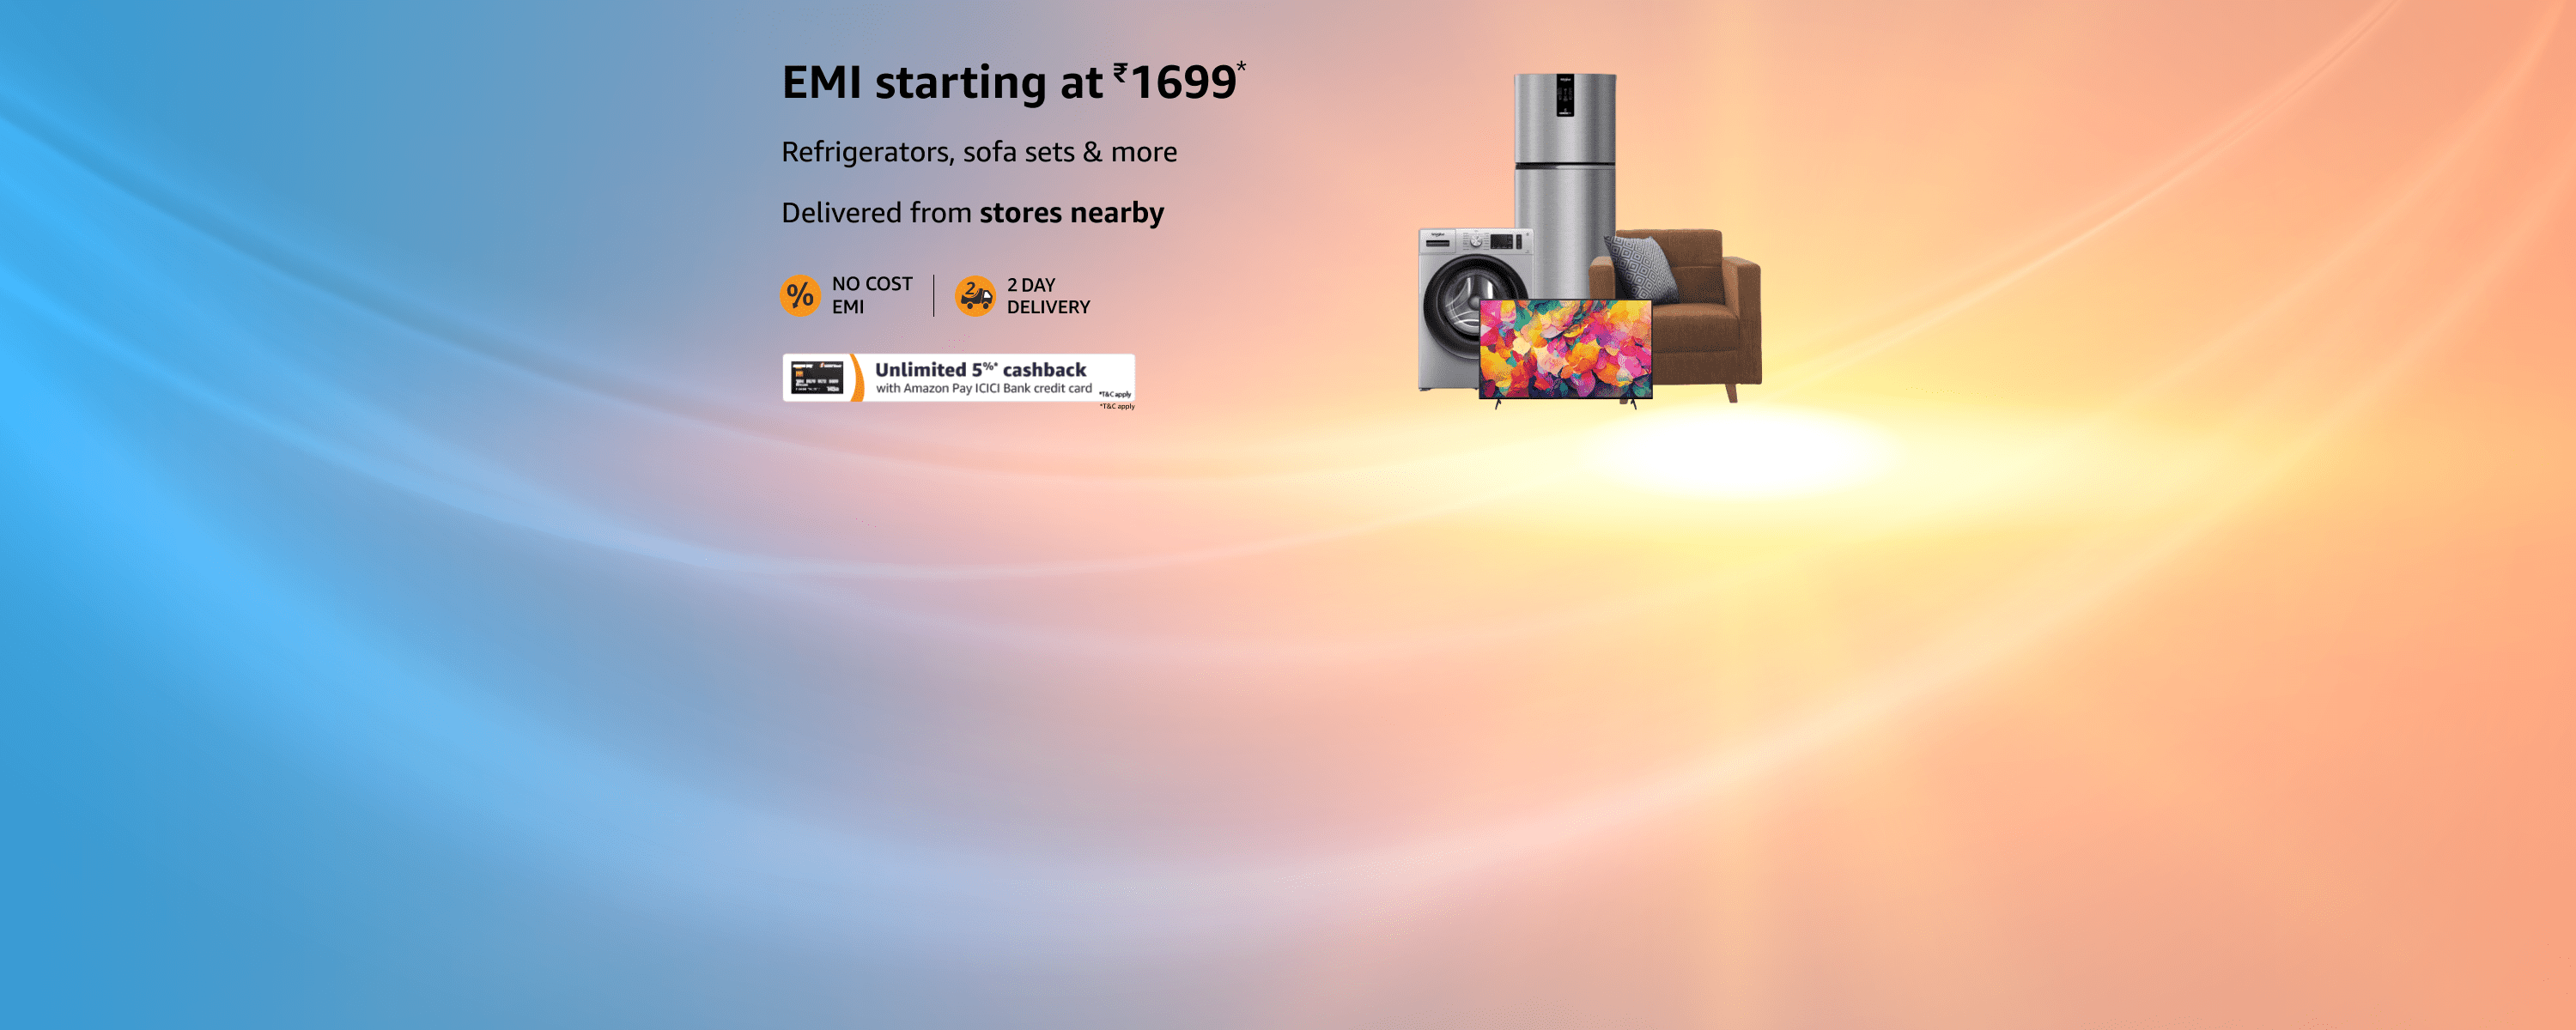 EMI starting at ₹1699*
Refrigerators, sofa sets & more
Delivered from stores nearby
NO COST
EMI
2
2 DAY
DELIVERY
Unlimited 5%* cashback
with Amazon Pay ICICI Bank credit card *T&C apply
*T&C apply